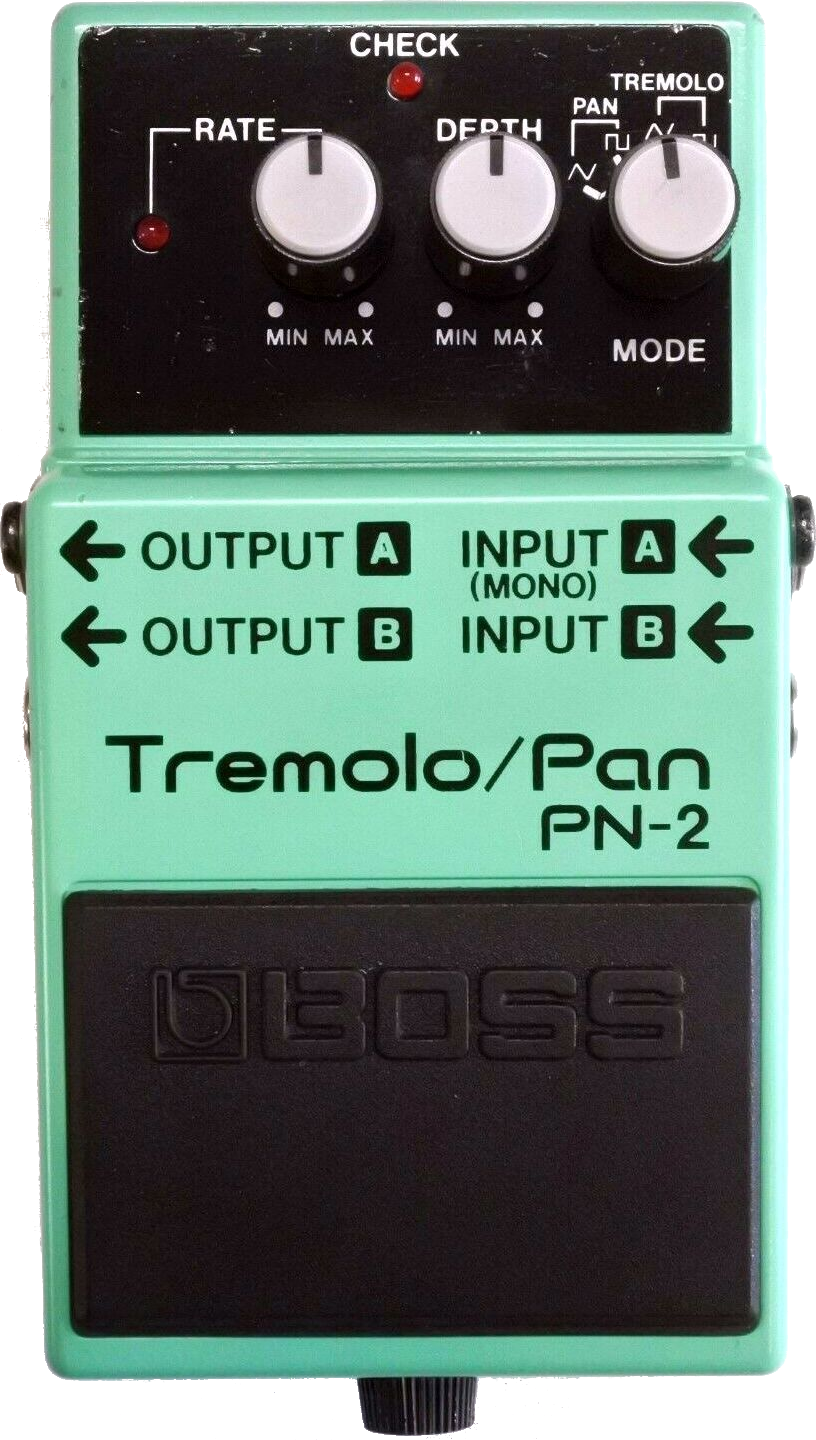 CHECK
TREMOLO
PAN
RATE
DEPTH
MIN MAX
MIN MAX
MODE
OUTPUT A
INPUT A
(MONO)
OUTPUT B
INPUT B
Tremolo/Pan
PN-2
BOSS